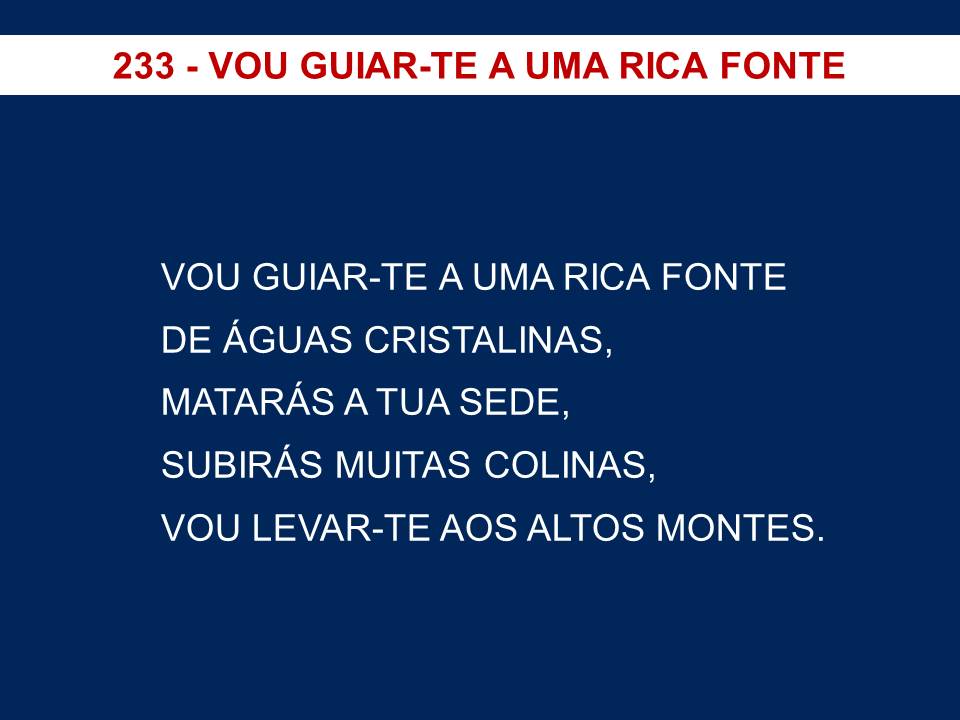 233 - VOU GUIAR-TE A UMA RICA FONTE
VOU GUIAR-TE A UMA RICA FONTE
DE ÁGUAS CRISTALINAS,
MATARÁS A TUA SEDE,
SUBIRÁS MUITAS COLINAS,
VOU LEVAR-TE AOS ALTOS MONTES.